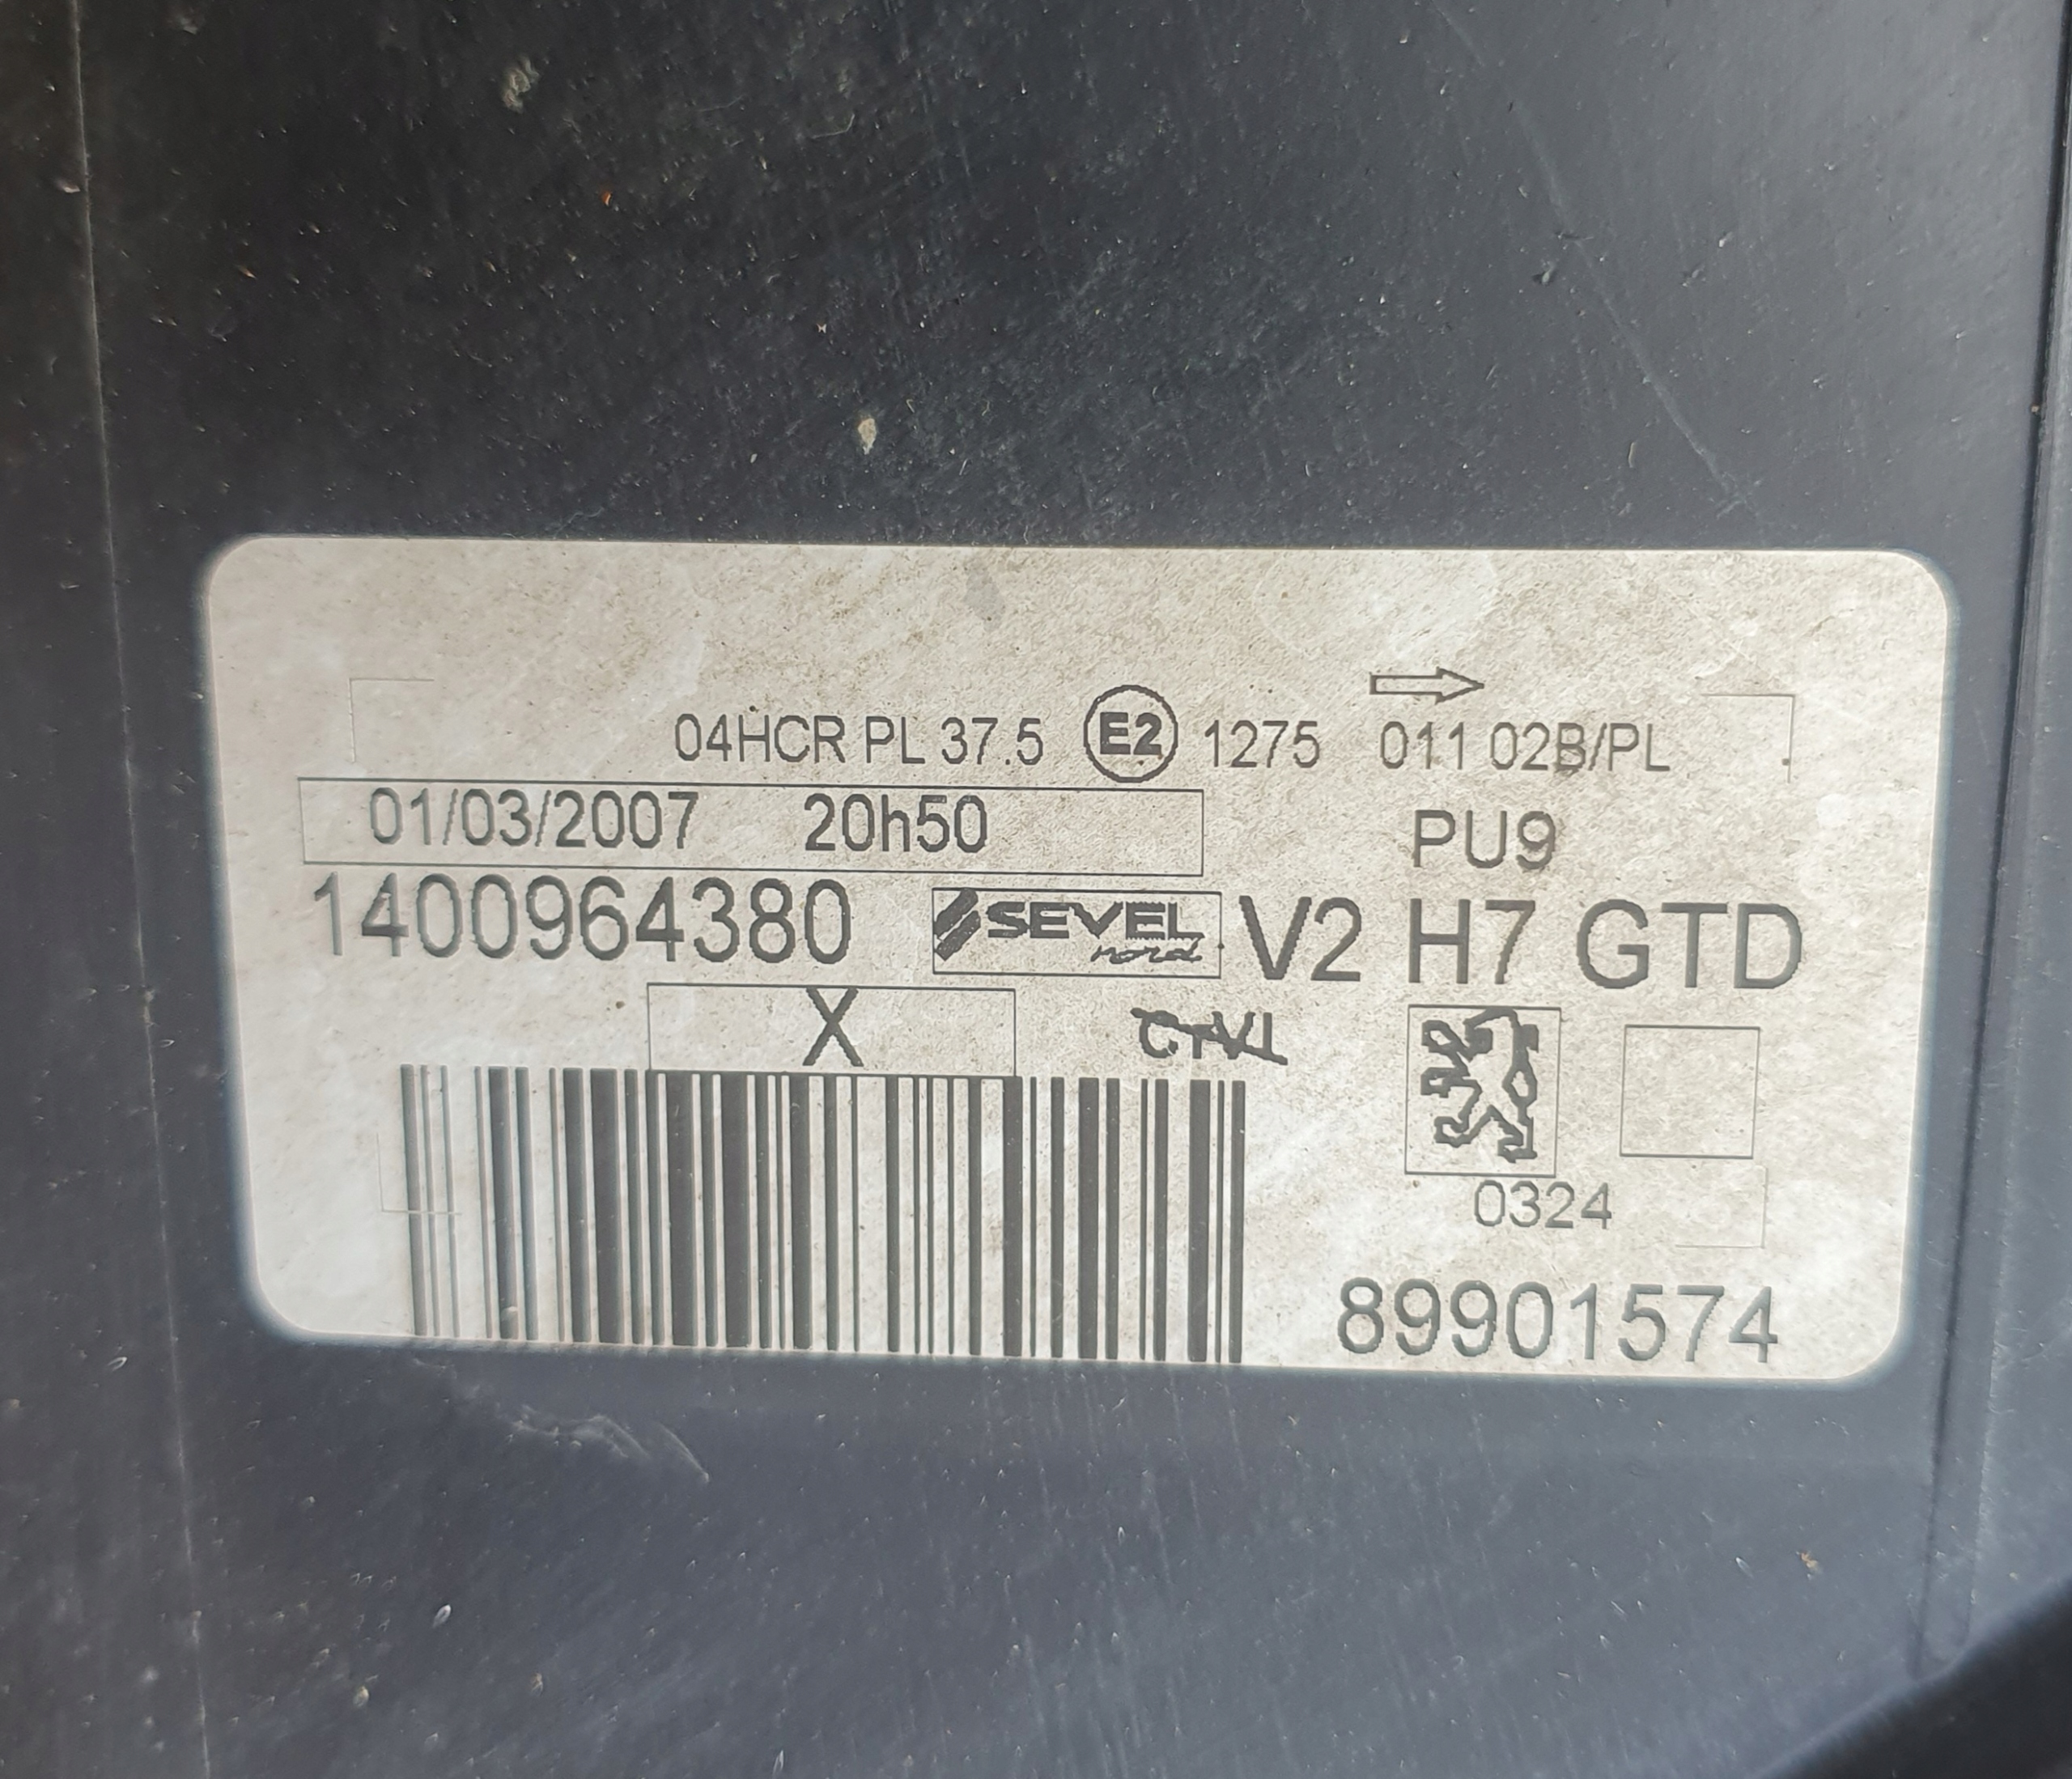 04HCR PL 37.5 E2 1275 011 02B/PL
01/03/2007 20h50 PU9
1400964380 SEVEL nord V2 H7 GTD
X
0324
89901574